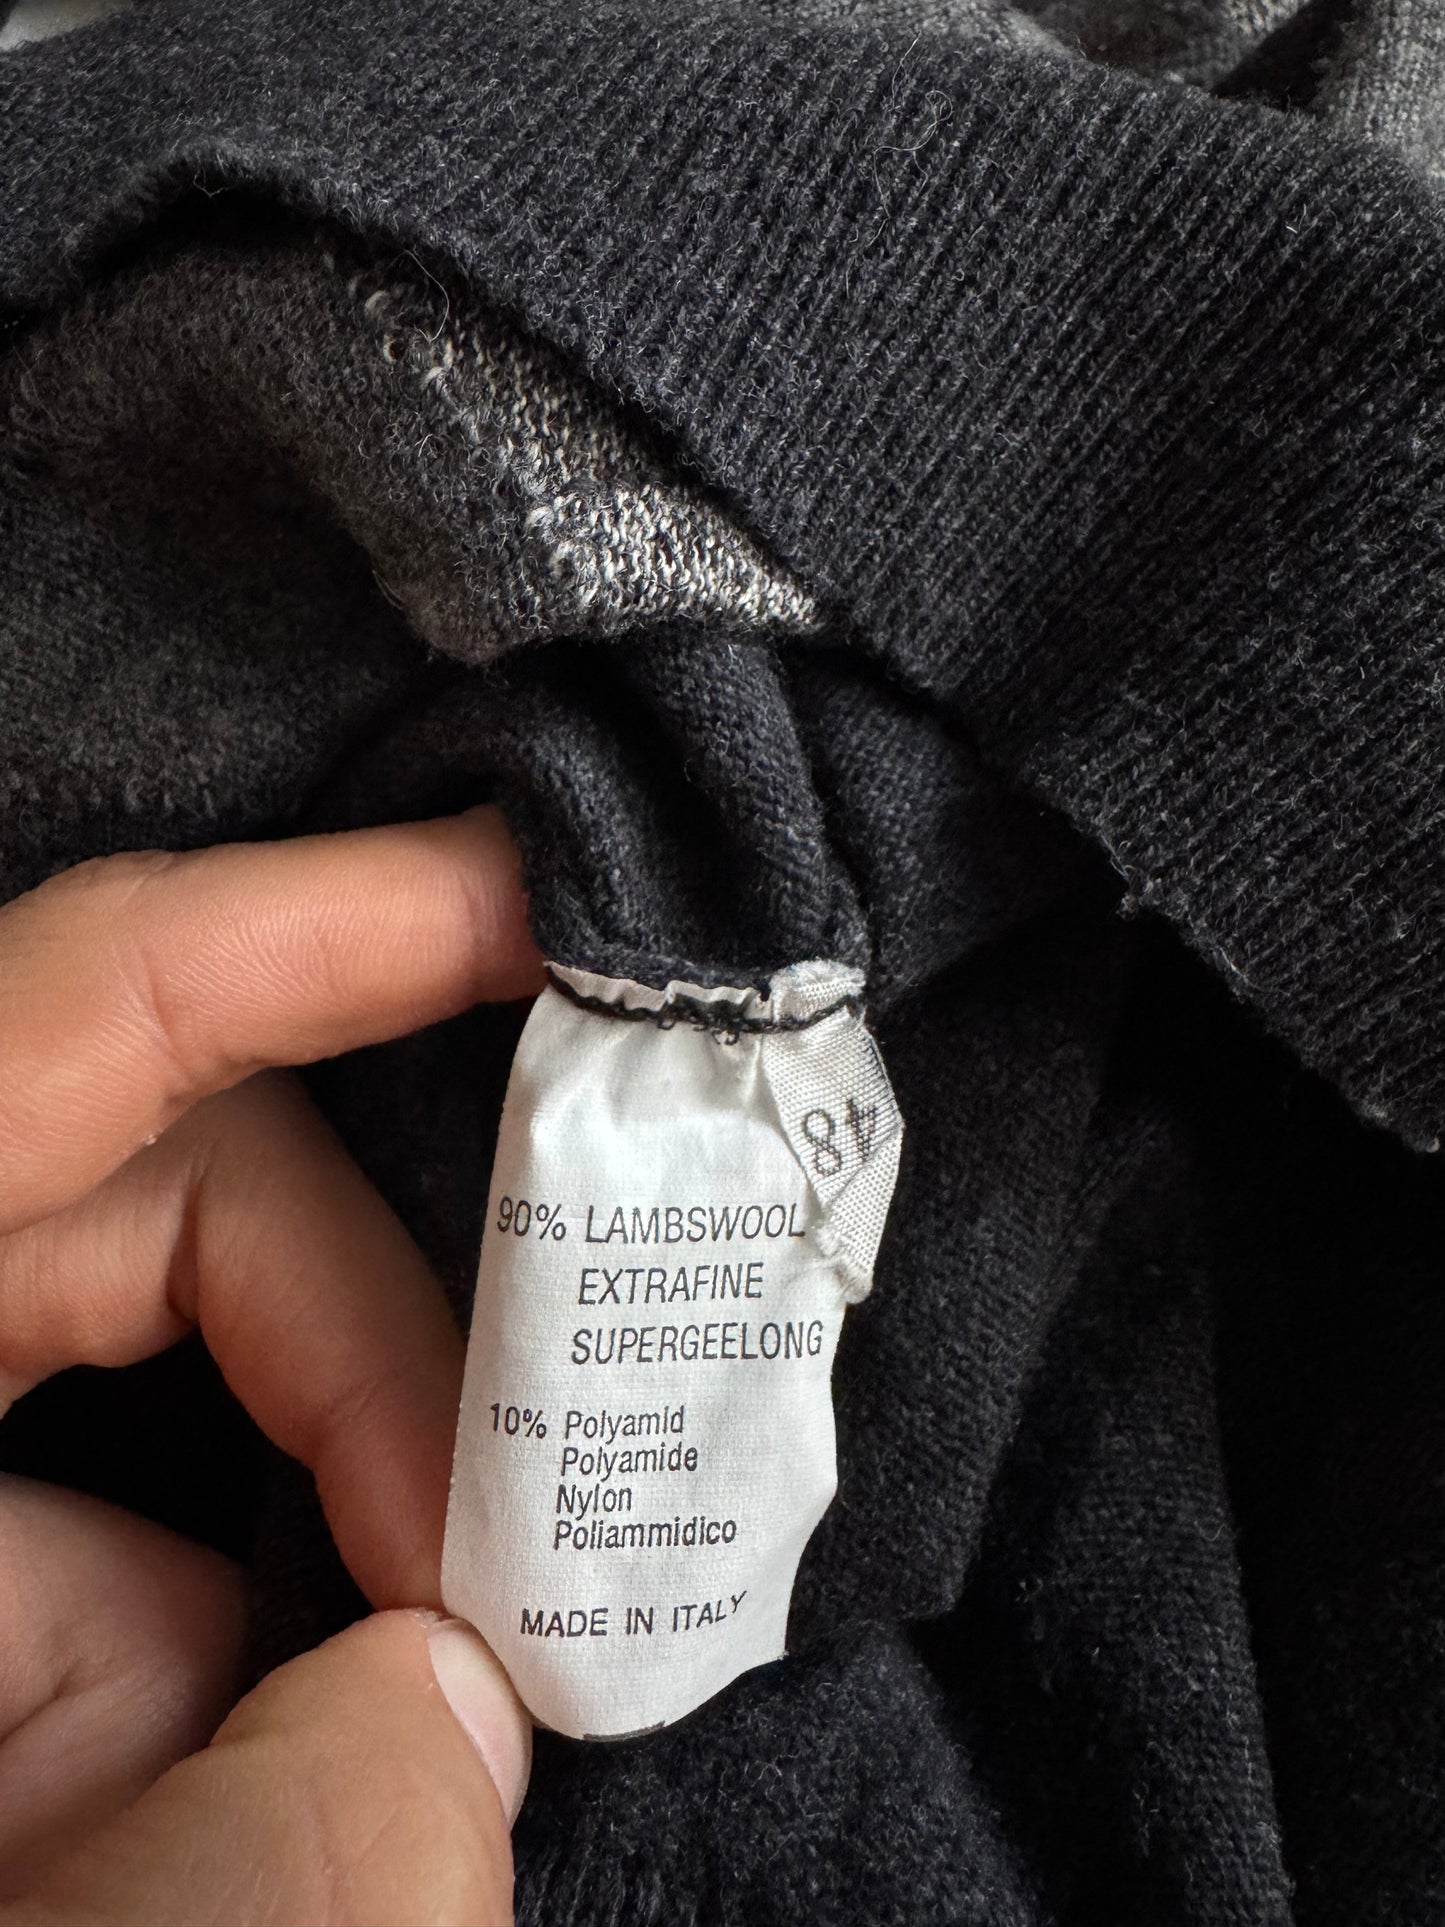 48
90% LAMBSWOOL
EXTRAFINE
SUPERGEELONG
10% Polyamid
Polyamide
Nylon
Poliammidico
MADE IN ITALY